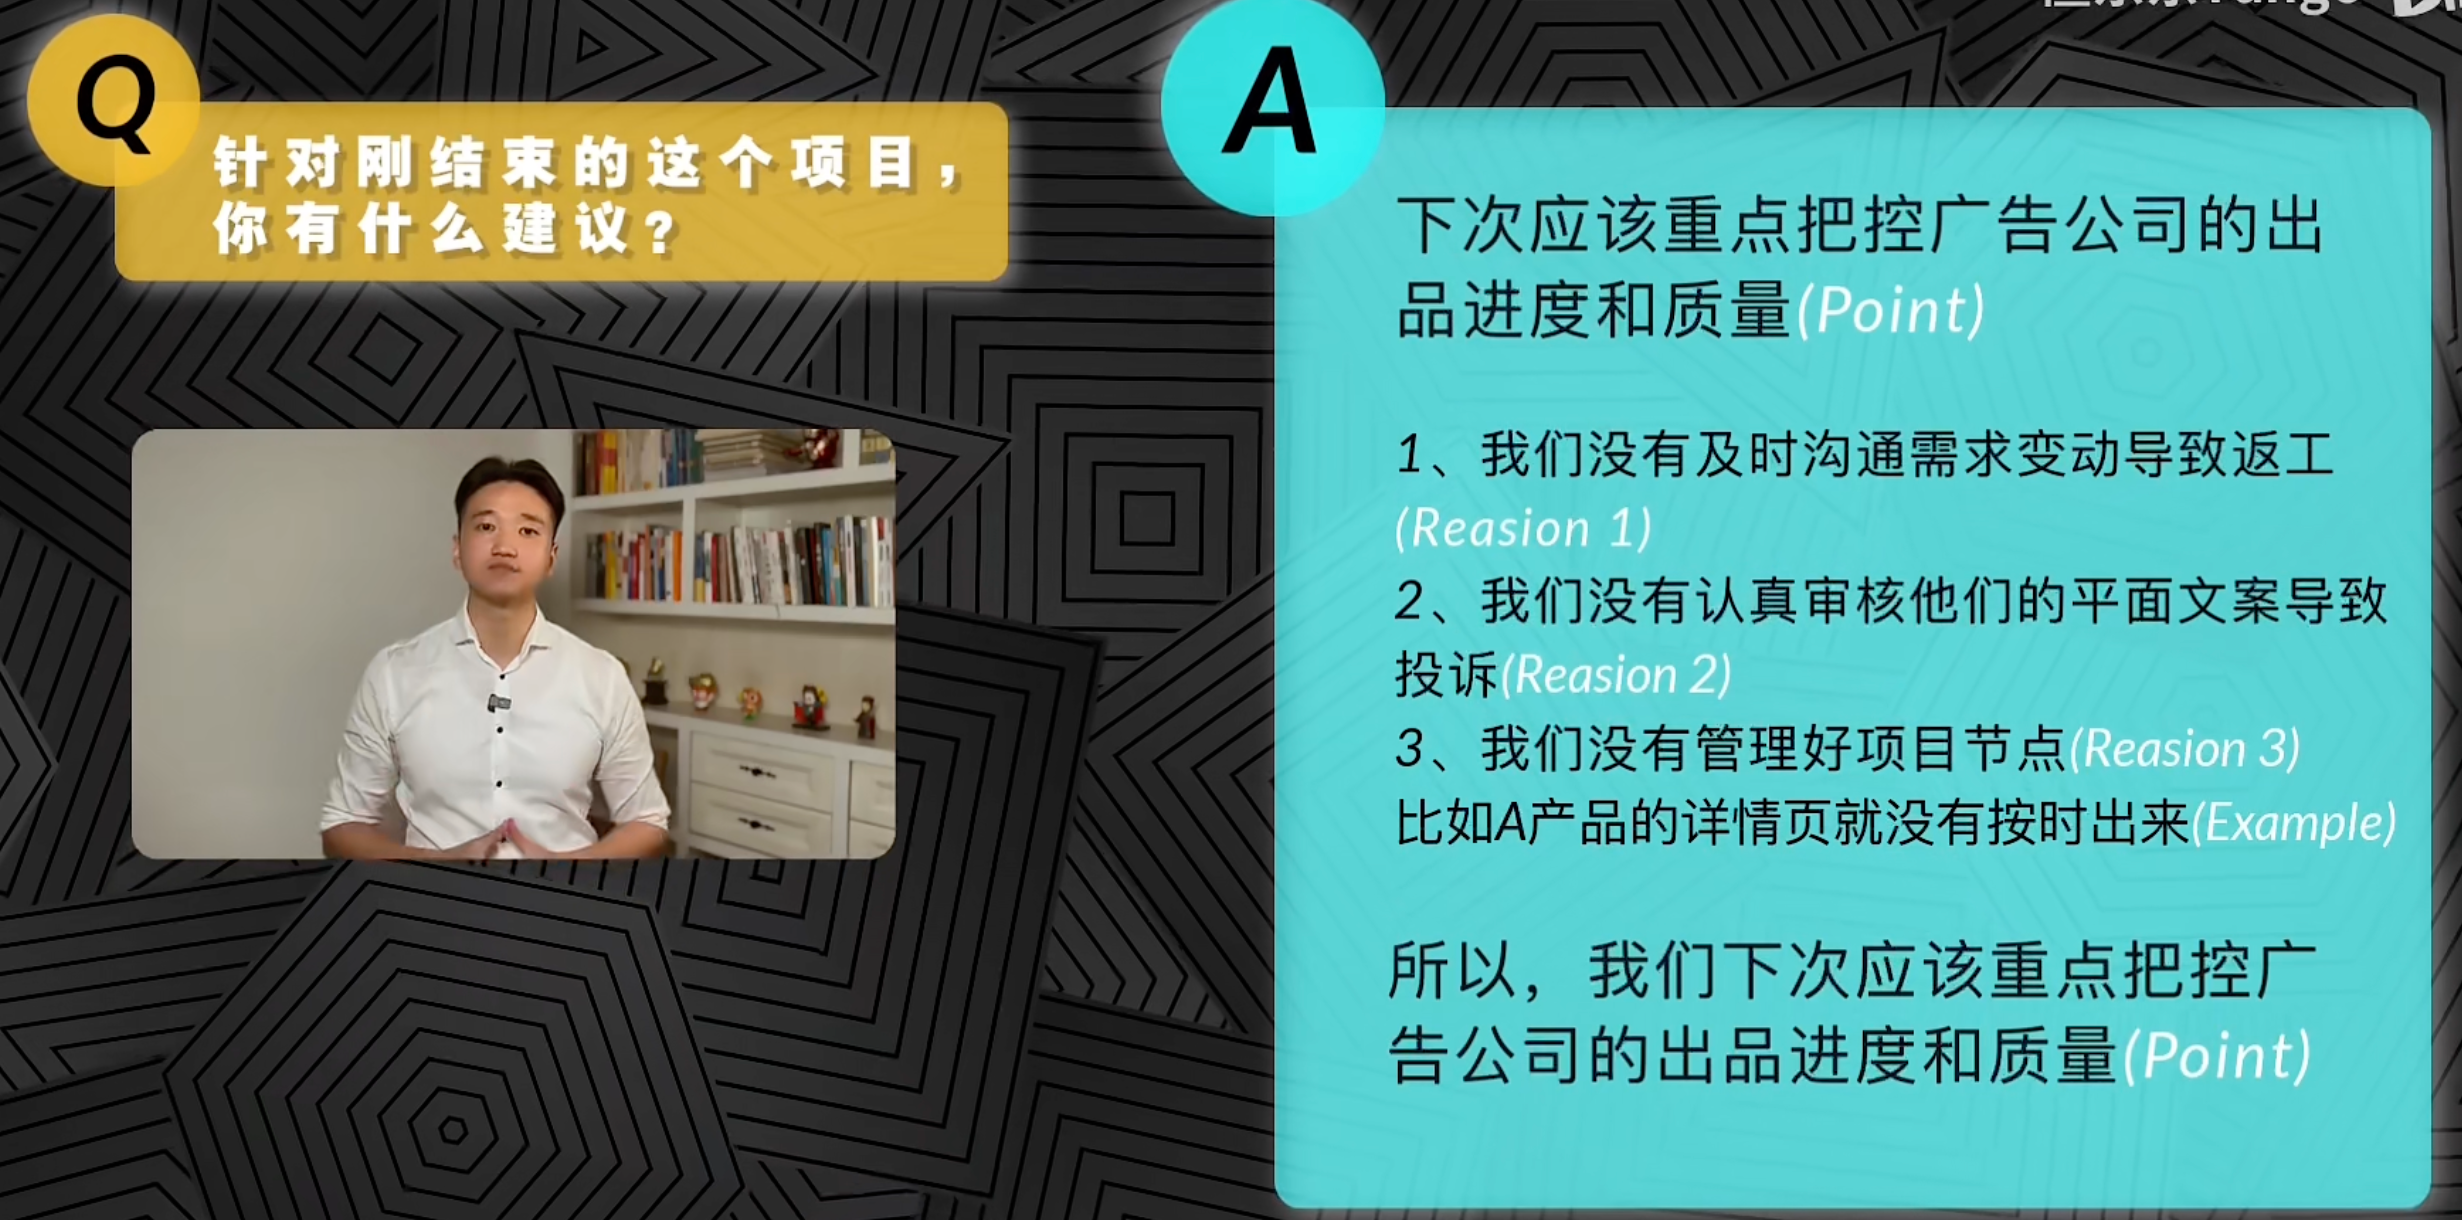 Q
针对刚结束的这个项目，
你有什么建议？
A
下次应该重点把控广告公司的出
品进度和质量(Point)
1、我们没有及时沟通需求变动导致返工
(Reasion 1)
2、我们没有认真审核他们的平面文案导致
投诉(Reasion 2)
3、我们没有管理好项目节点(Reasion 3)
比如A产品的详情页就没有按时出来(Example)
所以，我们下次应该重点把控广
告公司的出品进度和质量(Point)